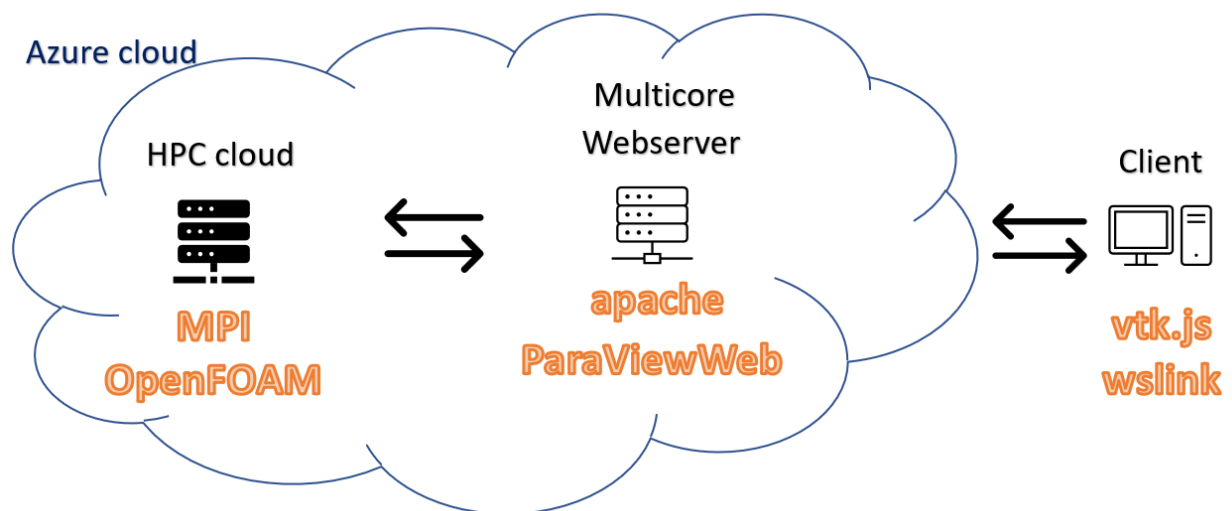 Azure cloud
HPC cloud
MPI
OpenFOAM
Multicore
Webserver
apache
ParaViewWeb
Client
vtk.js
wslink